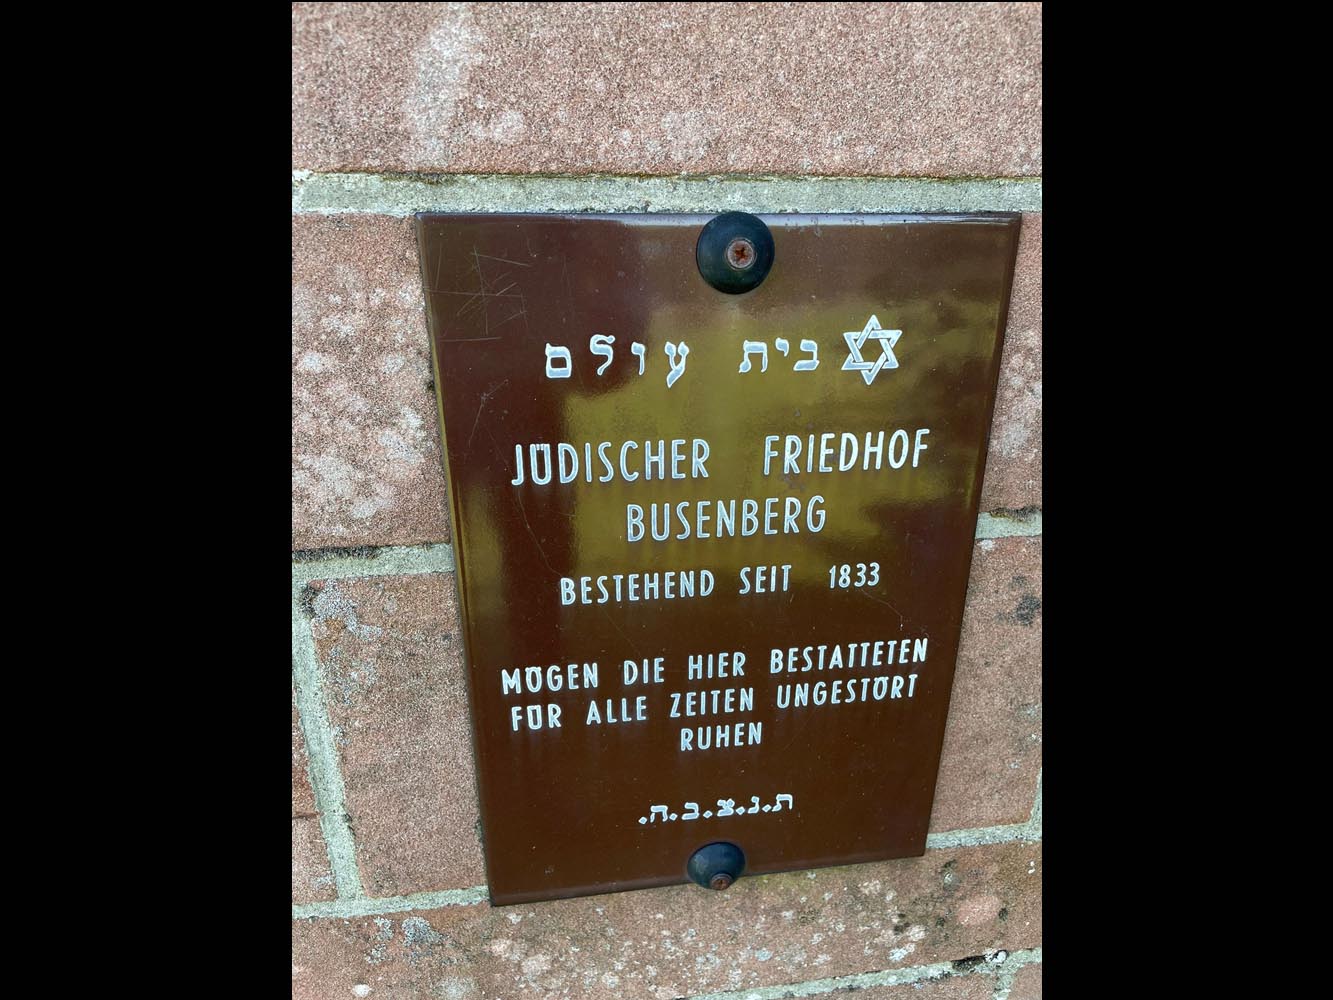 בית עולם
JÜDISCHER FRIEDHOF
BUSENBERG
BESTEHEND SEIT 1833
MÖGEN DIE HIER BESTATTETEN
FÜR ALLE ZEITEN UNGESTÖRT
RUHEN
ת.נ.צ.ב.ה.